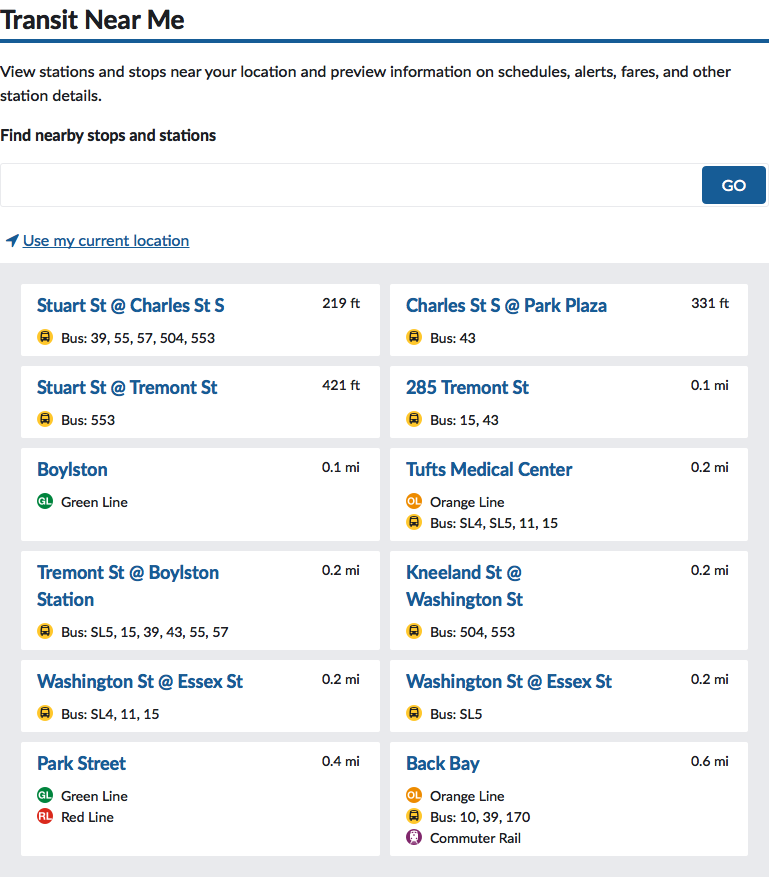 Transit Near Me
View stations and stops near your location and preview information on schedules, alerts, fares, and other
station details.
Find nearby stops and stations
GO
Use my current location
Stuart St @ Charles St S
219 ft
Bus: 39, 55, 57, 504, 553
Charles St S @ Park Plaza
331 ft
Bus: 43
Stuart St @ Tremont St
421 ft
Bus: 553
285 Tremont St
0.1 mi
Bus: 15, 43
Boylston
0.1 mi
GL Green Line
Tufts Medical Center
0.2 mi
OL Orange Line
Bus: SL4, SL5, 11, 15
Tremont St @ Boylston
Station
0.2 mi
Bus: SL5, 15, 39, 43, 55, 57
Kneeland St @
Washington St
0.2 mi
Bus: 504, 553
Washington St @ Essex St
0.2 mi
Bus: SL4, 11, 15
Washington St @ Essex St
0.2 mi
Bus: SL5
Park Street
0.4 mi
GL Green Line
RL Red Line
Back Bay
0.6 mi
OL Orange Line
Bus: 10, 39, 170
Commuter Rail